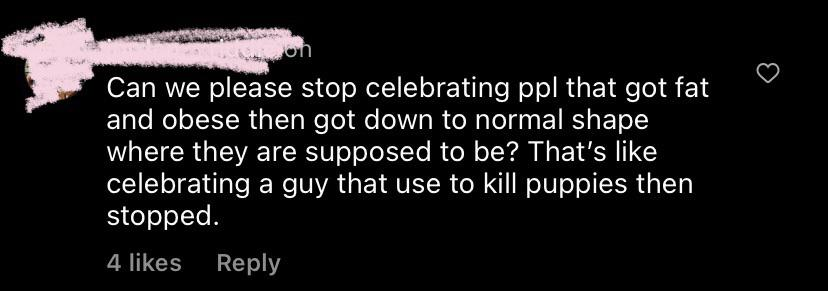 Can we please stop celebrating ppl that got fat
and obese then got down to normal shape
where they are supposed to be? That's like
celebrating a guy that use to kill puppies then
stopped.
4 likes Reply